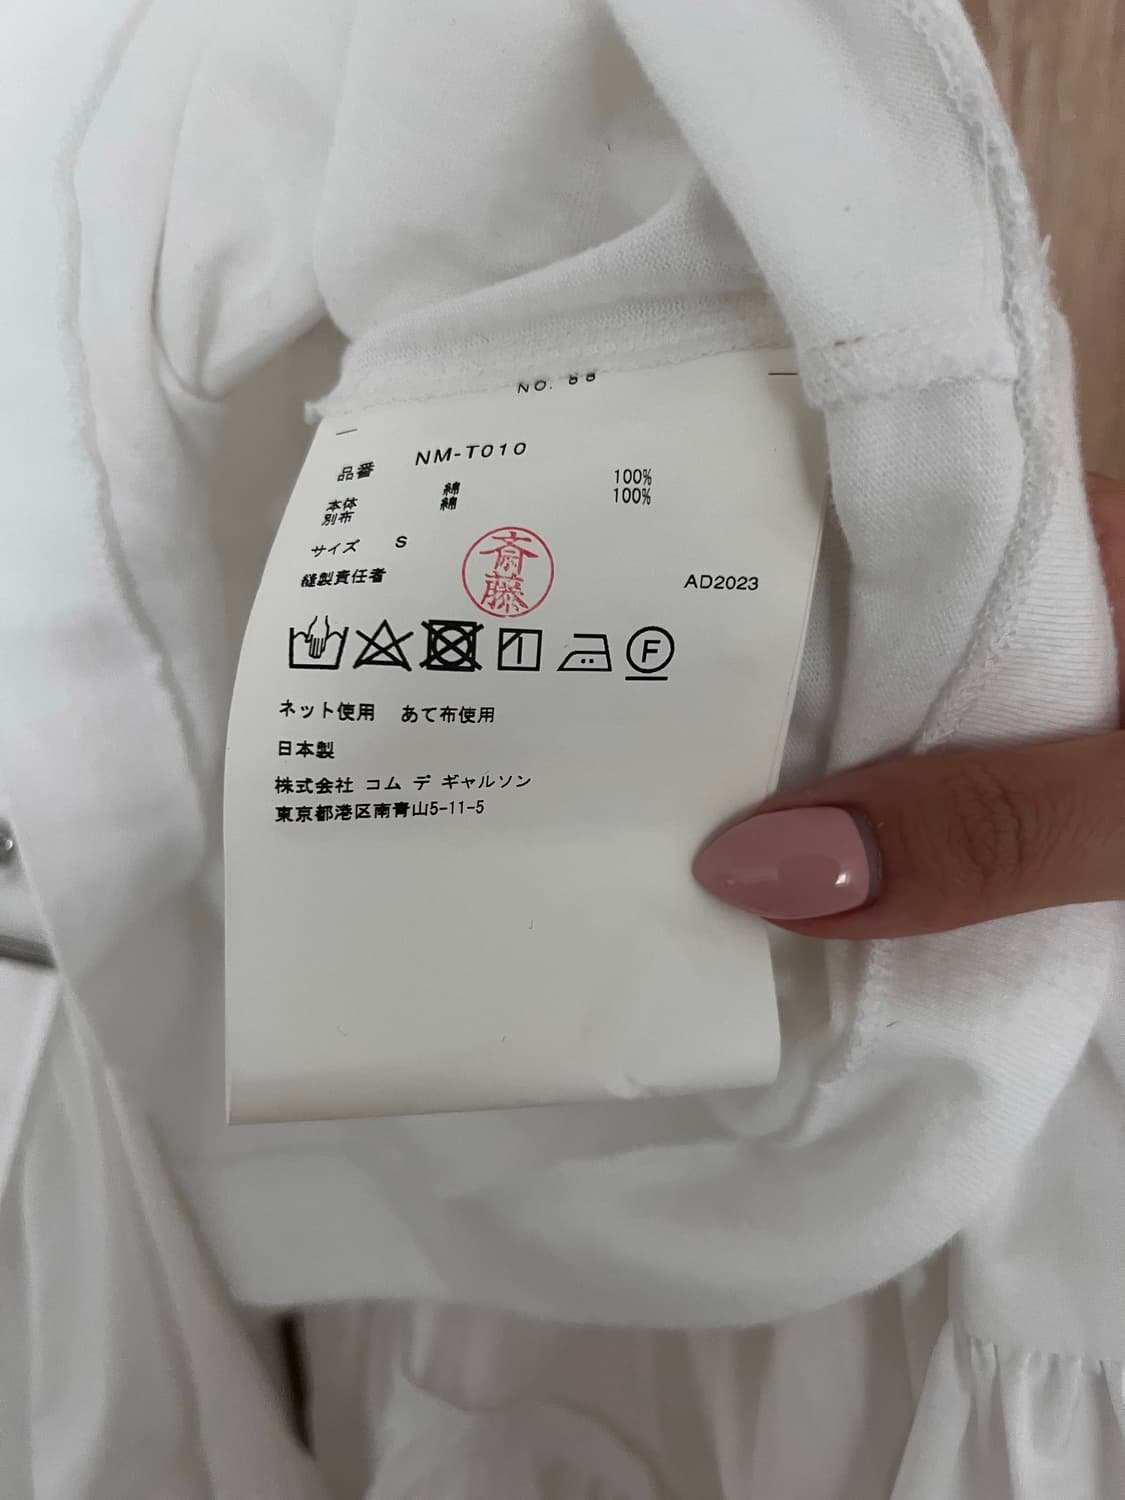 NO. 88
品番 NM-T010
本体 綿 100%
別布 綿 100%
サイズ S
縫製責任者 斎藤 AD2023
F
ネット使用 あて布使用
日本製
株式会社 コム デ ギャルソン
東京都港区南青山5-11-5